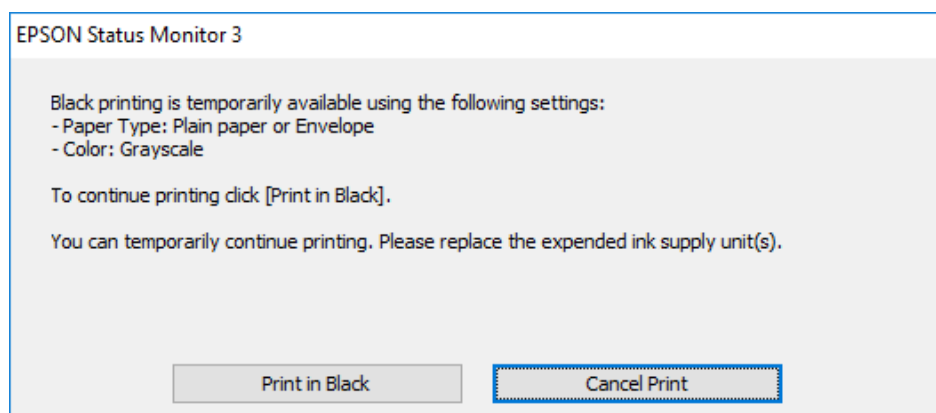 EPSON Status Monitor 3
Black printing is temporarily available using the following settings:
- Paper Type: Plain paper or Envelope
- Color: Grayscale
To continue printing click [Print in Black].
You can temporarily continue printing. Please replace the expended ink supply unit(s).
Print in Black
Cancel Print